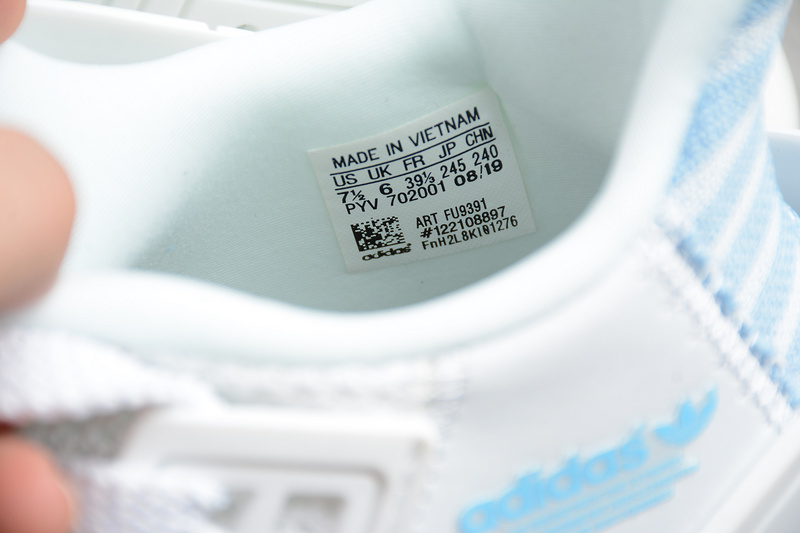 MADE IN VIETNAM
US UK FR JP CHN
7½ 6 39⅓ 245 240
PYV 702001 08/19
ART FU9391
#122108897
FnH2L8KI01276
adidas
adidas